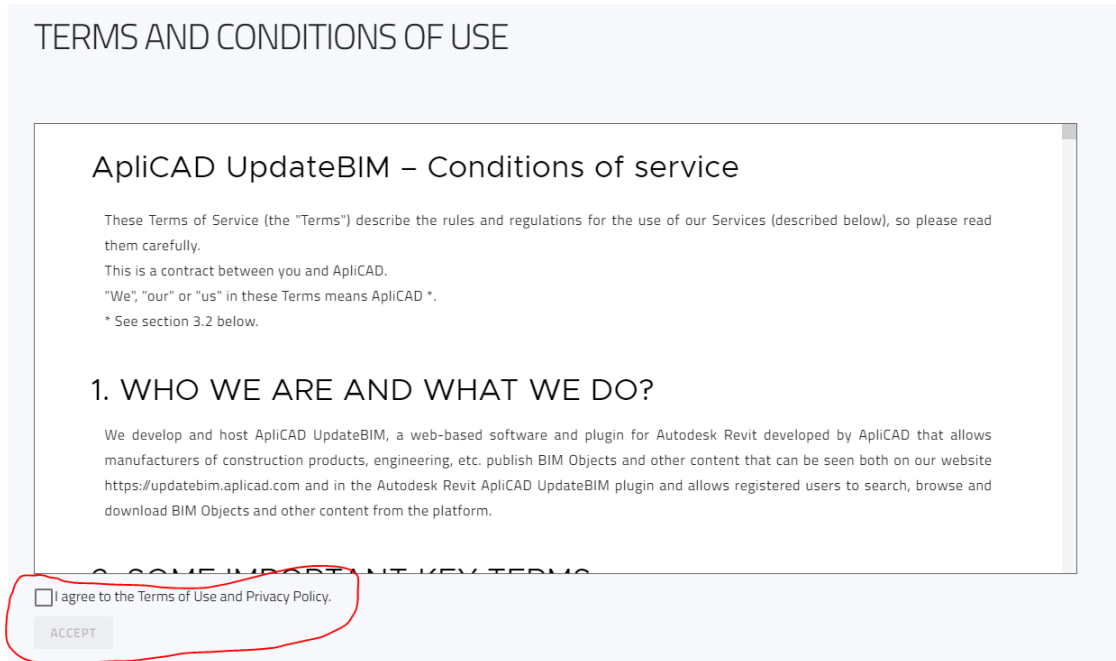 TERMS AND CONDITIONS OF USE
ApliCAD UpdateBIM – Conditions of service
These Terms of Service (the "Terms") describe the rules and regulations for the use of our Services (described below), so please read
them carefully.
This is a contract between you and ApliCAD.
"We", "our" or "us" in these Terms means ApliCAD *.
* See section 3.2 below.
1. WHO WE ARE AND WHAT WE DO?
We develop and host ApliCAD UpdateBIM, a web-based software and plugin for Autodesk Revit developed by ApliCAD that allows
manufacturers of construction products, engineering, etc. publish BIM Objects and other content that can be seen both on our website
https://updatebim.aplicad.com and in the Autodesk Revit ApliCAD UpdateBIM plugin and allows registered users to search, browse and
download BIM Objects and other content from the platform.
2. SOME IMPORTANT KEY TERMS
I agree to the Terms of Use and Privacy Policy.
ACCEPT